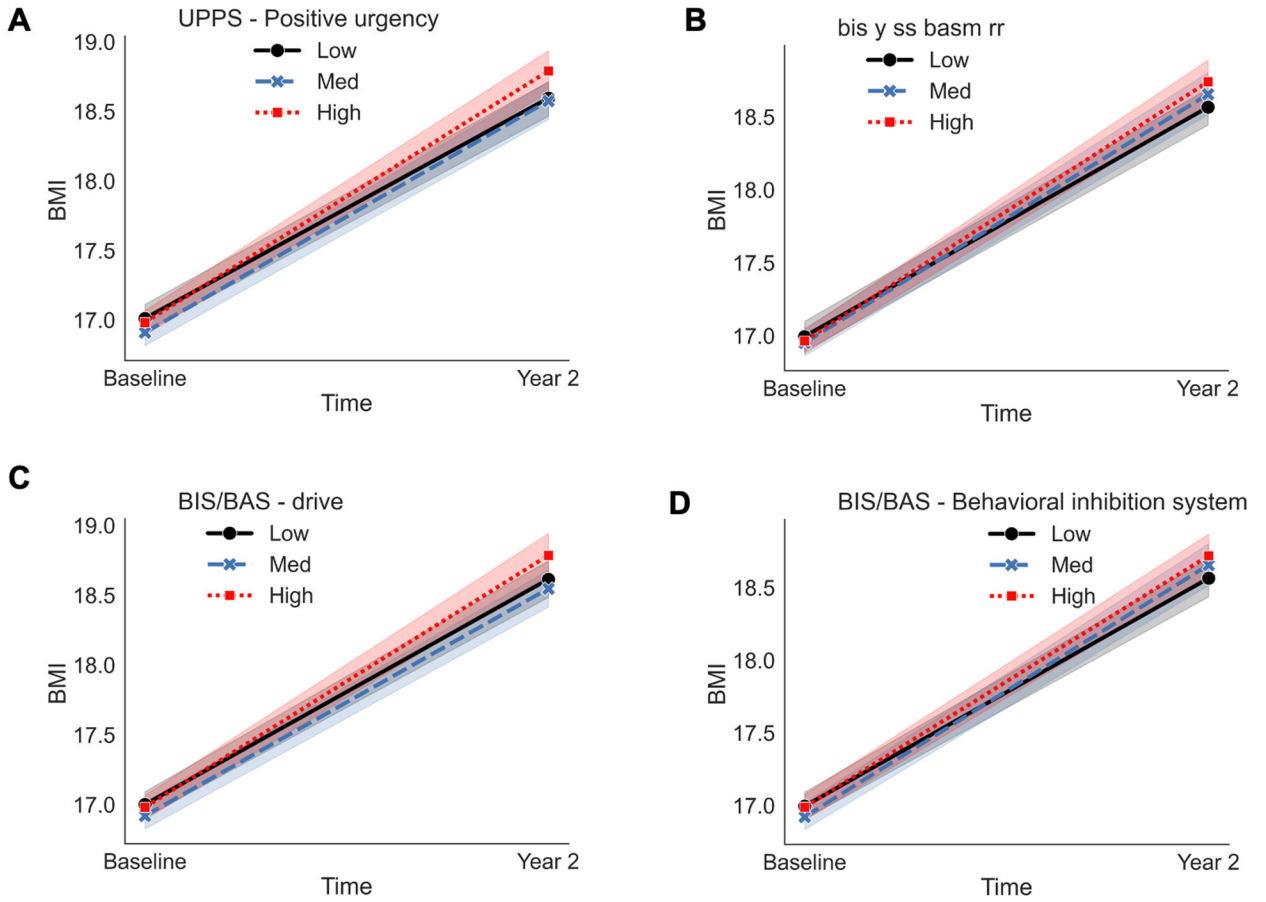 A
UPPS - Positive urgency
Low
Med
High
19.0
18.5
18.0
17.5
17.0
BMI
Baseline
Year 2
Time
B
bis y ss basm rr
Low
Med
High
18.5
18.0
17.5
17.0
BMI
Baseline
Year 2
Time
C
BIS/BAS - drive
Low
Med
High
19.0
18.5
18.0
17.5
17.0
BMI
Baseline
Year 2
Time
D
BIS/BAS - Behavioral inhibition system
Low
Med
High
18.5
18.0
17.5
17.0
BMI
Baseline
Year 2
Time